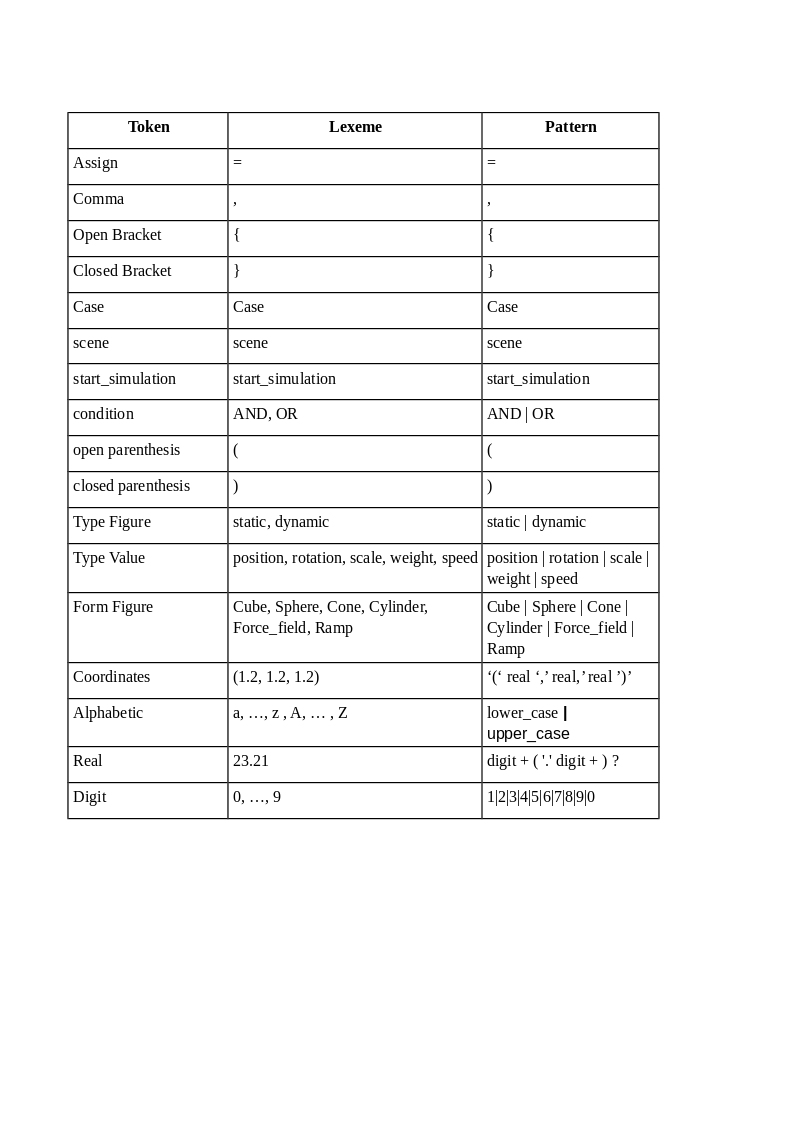 Token Lexeme Pattern
Assign = =
Comma , ,
Open Bracket { {
Closed Bracket } }
Case Case Case
scene scene scene
start_simulation start_simulation start_simulation
condition AND, OR AND | OR
open parenthesis ( (
closed parenthesis ) )
Type Figure static, dynamic static | dynamic
Type Value position, rotation, scale, weight, speed position | rotation | scale |
weight | speed
Form Figure Cube, Sphere, Cone, Cylinder, Cube | Sphere | Cone |
Force_field, Ramp Cylinder | Force_field |
Ramp
Coordinates (1.2, 1.2, 1.2) ‘(‘ real ‘,’ real,’ real ’)’
Alphabetic a, …, z , A, … , Z lower_case |
upper_case
Real 23.21 digit + ( '.' digit + ) ?
Digit 0, …, 9 1|2|3|4|5|6|7|8|9|0